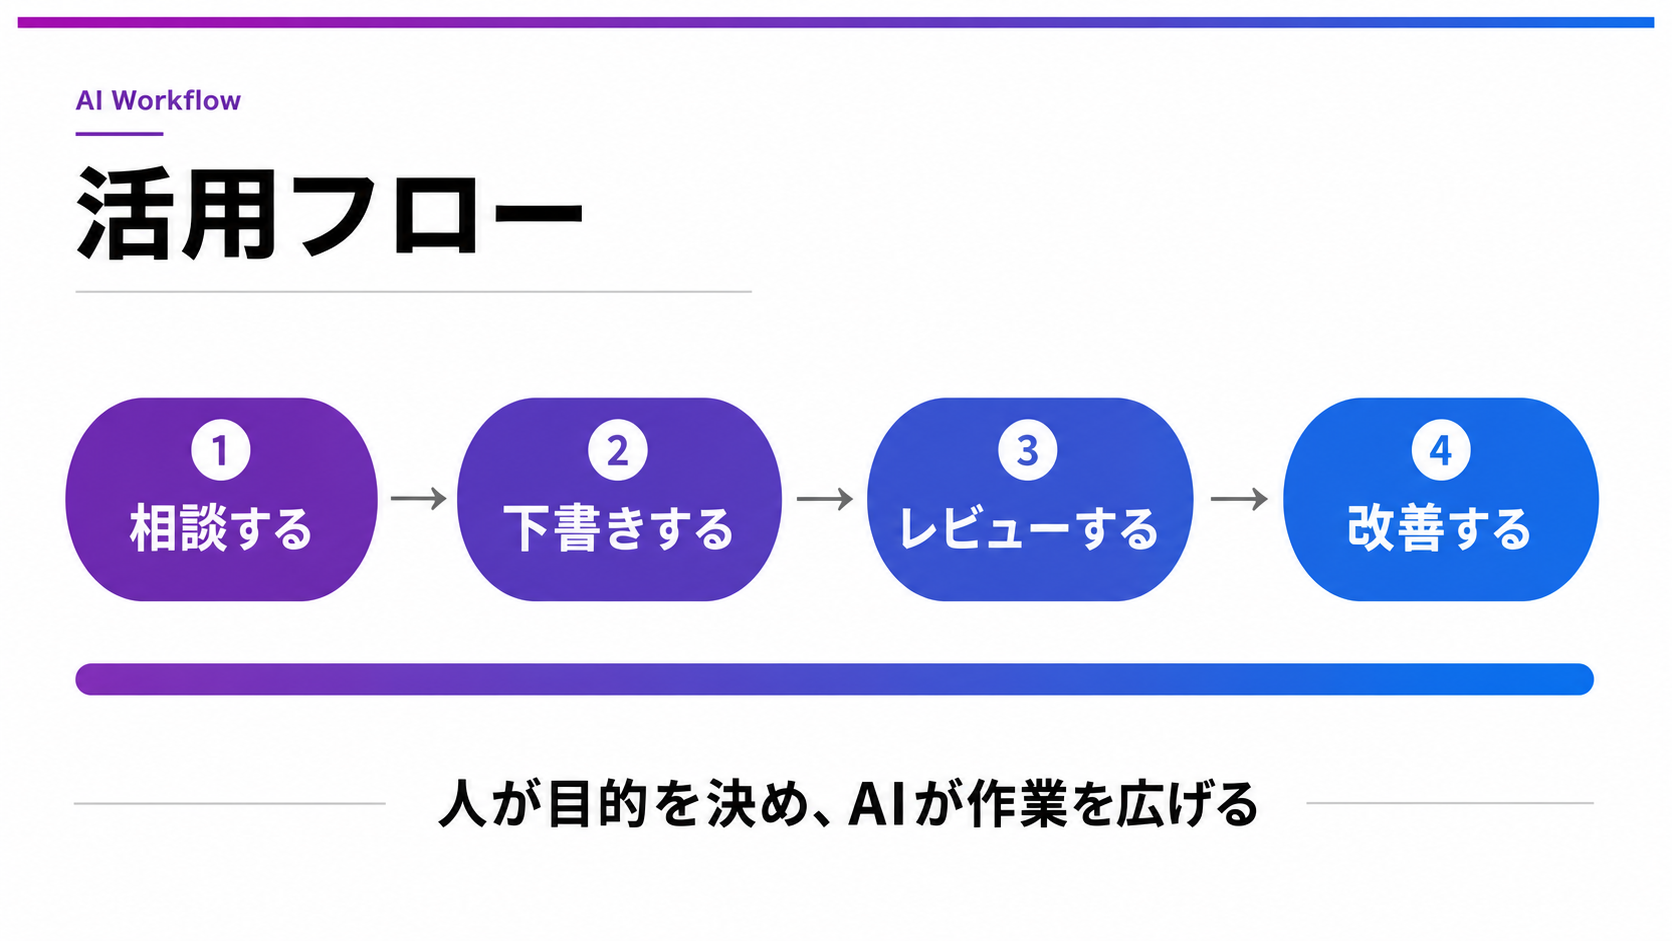 AI Workflow
活用フロー
1
相談する
2
下書きする
3
レビューする
4
改善する
人が目的を決め、AIが作業を広げる